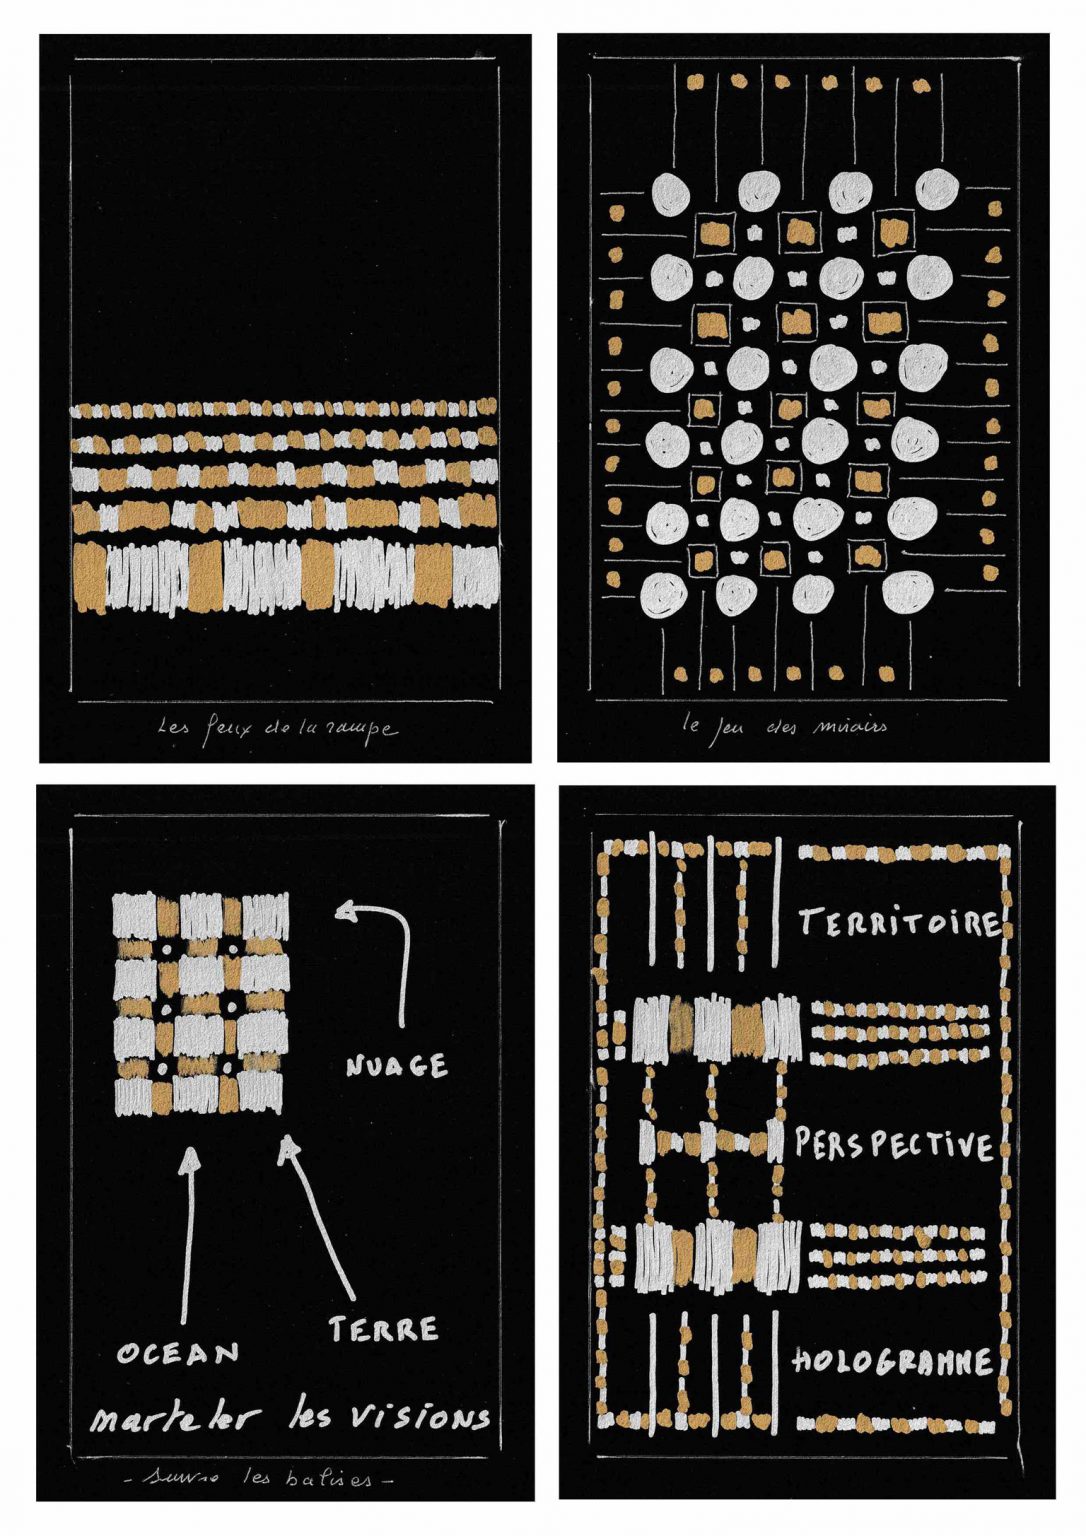 Les feux de la rampe
le jeu des miroirs
NUAGE
TERRE
OCEAN
marteler les visions
- suivre les balises -
TERRITOIRE
PERSPECTIVE
HOLOGRAMME